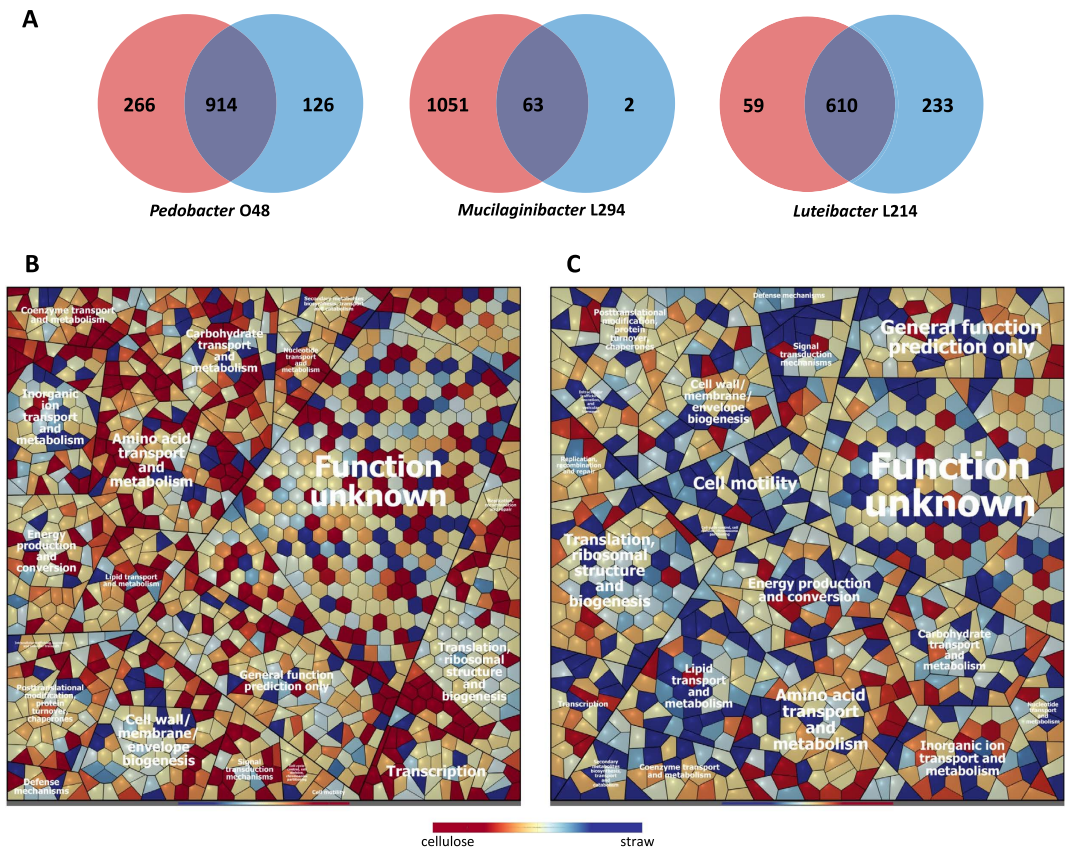 A
266
914
126
1051
63
2
59
610
233
Pedobacter O48
Mucilaginibacter L294
Luteibacter L214
B
Coenzyme transport
and metabolism
Carbohydrate
transport
and
metabolism
Nucleotide
transport
and
metabolism
Inorganic
ion
transport
and
metabolism
Amino acid
transport
and
metabolism
Function
unknown
Energy
production
and
conversion
Lipid transport
and metabolism
Translation,
ribosomal
structure
and
biogenesis
General function
prediction only
Posttranslational
modification,
protein
turnover,
chaperones
Cell wall/
membrane/
envelope
biogenesis
Signal
transduction
mechanisms
Transcription
Defense
mechanisms
Cell motility
C
Defense mechanisms
Posttranslational
modification,
protein
turnover,
chaperones
Signal
transduction
mechanisms
General function
prediction only
Cell wall/
membrane/
envelope
biogenesis
Replication,
recombination
and repair
Cell motility
Function
unknown
Translation,
ribosomal
structure
and
biogenesis
Energy production
and conversion
Carbohydrate
transport
and
metabolism
Lipid
transport
and
metabolism
Transcription
Amino acid
transport
and
metabolism
Nucleotide
transport
and
metabolism
Inorganic ion
transport and
metabolism
Secondary
metabolites
biosynthesis,
transport
and
metabolism
Coenzyme transport
and metabolism
cellulose
straw